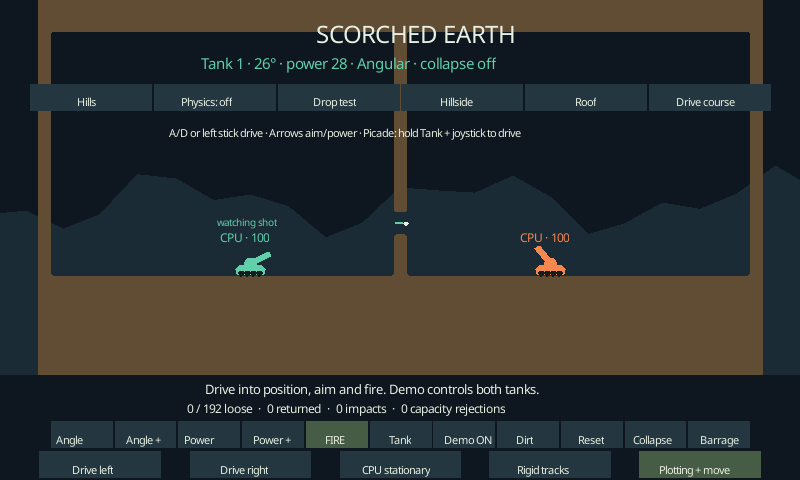 SCORCHED EARTH
Tank 1 · 26° · power 28 · Angular · collapse off
Hills Physics: off Drop test Hillside Roof Drive course
A/D or left stick drive · Arrows aim/power · Picade: hold Tank + joystick to drive
watching shot
CPU · 100 CPU · 100
Drive into position, aim and fire. Demo controls both tanks.
0 / 192 loose · 0 returned · 0 impacts · 0 capacity rejections
Angle Angle + Power Power + FIRE Tank Demo ON Dirt Reset Collapse Barrage
Drive left Drive right CPU stationary Rigid tracks Plotting + move